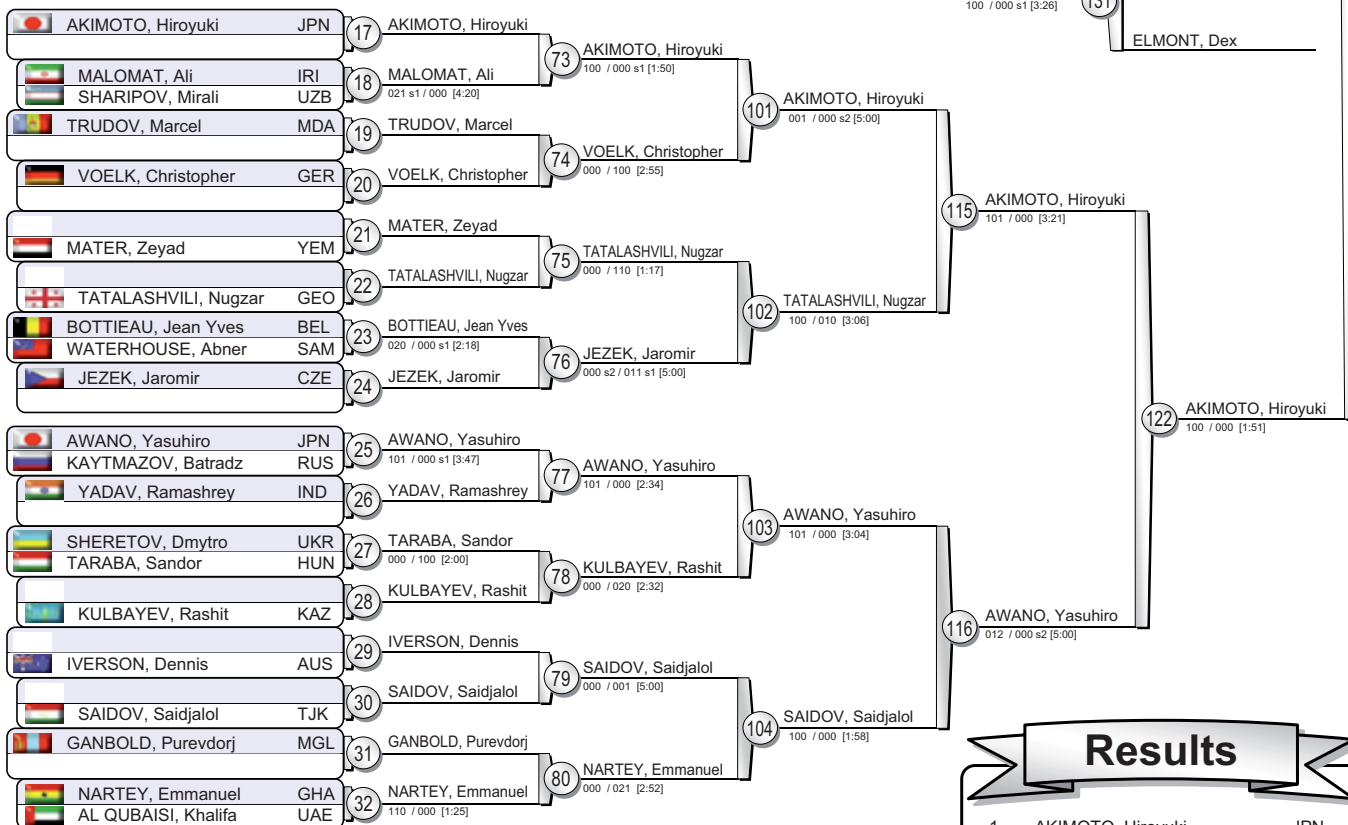 100 / 000 s1 [3:26]
131
ELMONT, Dex
AKIMOTO, Hiroyuki JPN
MALOMAT, Ali IRI
SHARIPOV, Mirali UZB
TRUDOV, Marcel MDA
VOELK, Christopher GER
MATER, Zeyad YEM
TATALASHVILI, Nugzar GEO
BOTTIEAU, Jean Yves BEL
WATERHOUSE, Abner SAM
JEZEK, Jaromir CZE
AWANO, Yasuhiro JPN
KAYTMAZOV, Batradz RUS
YADAV, Ramashrey IND
SHERETOV, Dmytro UKR
TARABA, Sandor HUN
KULBAYEV, Rashit KAZ
IVERSON, Dennis AUS
SAIDOV, Saidjalol TJK
GANBOLD, Purevdorj MGL
NARTEY, Emmanuel GHA
AL QUBAISI, Khalifa UAE
17 AKIMOTO, Hiroyuki
18 MALOMAT, Ali
021 s1 / 000 [4:20]
19 TRUDOV, Marcel
20 VOELK, Christopher
21 MATER, Zeyad
22 TATALASHVILI, Nugzar
23 BOTTIEAU, Jean Yves
020 / 000 s1 [2:18]
24 JEZEK, Jaromir
25 AWANO, Yasuhiro
101 / 000 s1 [3:47]
26 YADAV, Ramashrey
27 TARABA, Sandor
000 / 100 [2:00]
28 KULBAYEV, Rashit
29 IVERSON, Dennis
30 SAIDOV, Saidjalol
31 GANBOLD, Purevdorj
32 NARTEY, Emmanuel
110 / 000 [1:25]
73 AKIMOTO, Hiroyuki
100 / 000 s1 [1:50]
74 VOELK, Christopher
000 / 100 [2:55]
75 TATALASHVILI, Nugzar
000 / 110 [1:17]
76 JEZEK, Jaromir
000 s2 / 011 s1 [5:00]
77 AWANO, Yasuhiro
101 / 000 [2:34]
78 KULBAYEV, Rashit
000 / 020 [2:32]
79 SAIDOV, Saidjalol
000 / 001 [5:00]
80 NARTEY, Emmanuel
000 / 021 [2:52]
101 AKIMOTO, Hiroyuki
001 / 000 s2 [5:00]
102 TATALASHVILI, Nugzar
100 / 010 [3:06]
103 AWANO, Yasuhiro
101 / 000 [3:04]
104 SAIDOV, Saidjalol
100 / 000 [1:58]
115 AKIMOTO, Hiroyuki
101 / 000 [3:21]
116 AWANO, Yasuhiro
012 / 000 s2 [5:00]
122 AKIMOTO, Hiroyuki
100 / 000 [1:51]
Results
1 AKIMOTO, Hiroyuki JPN